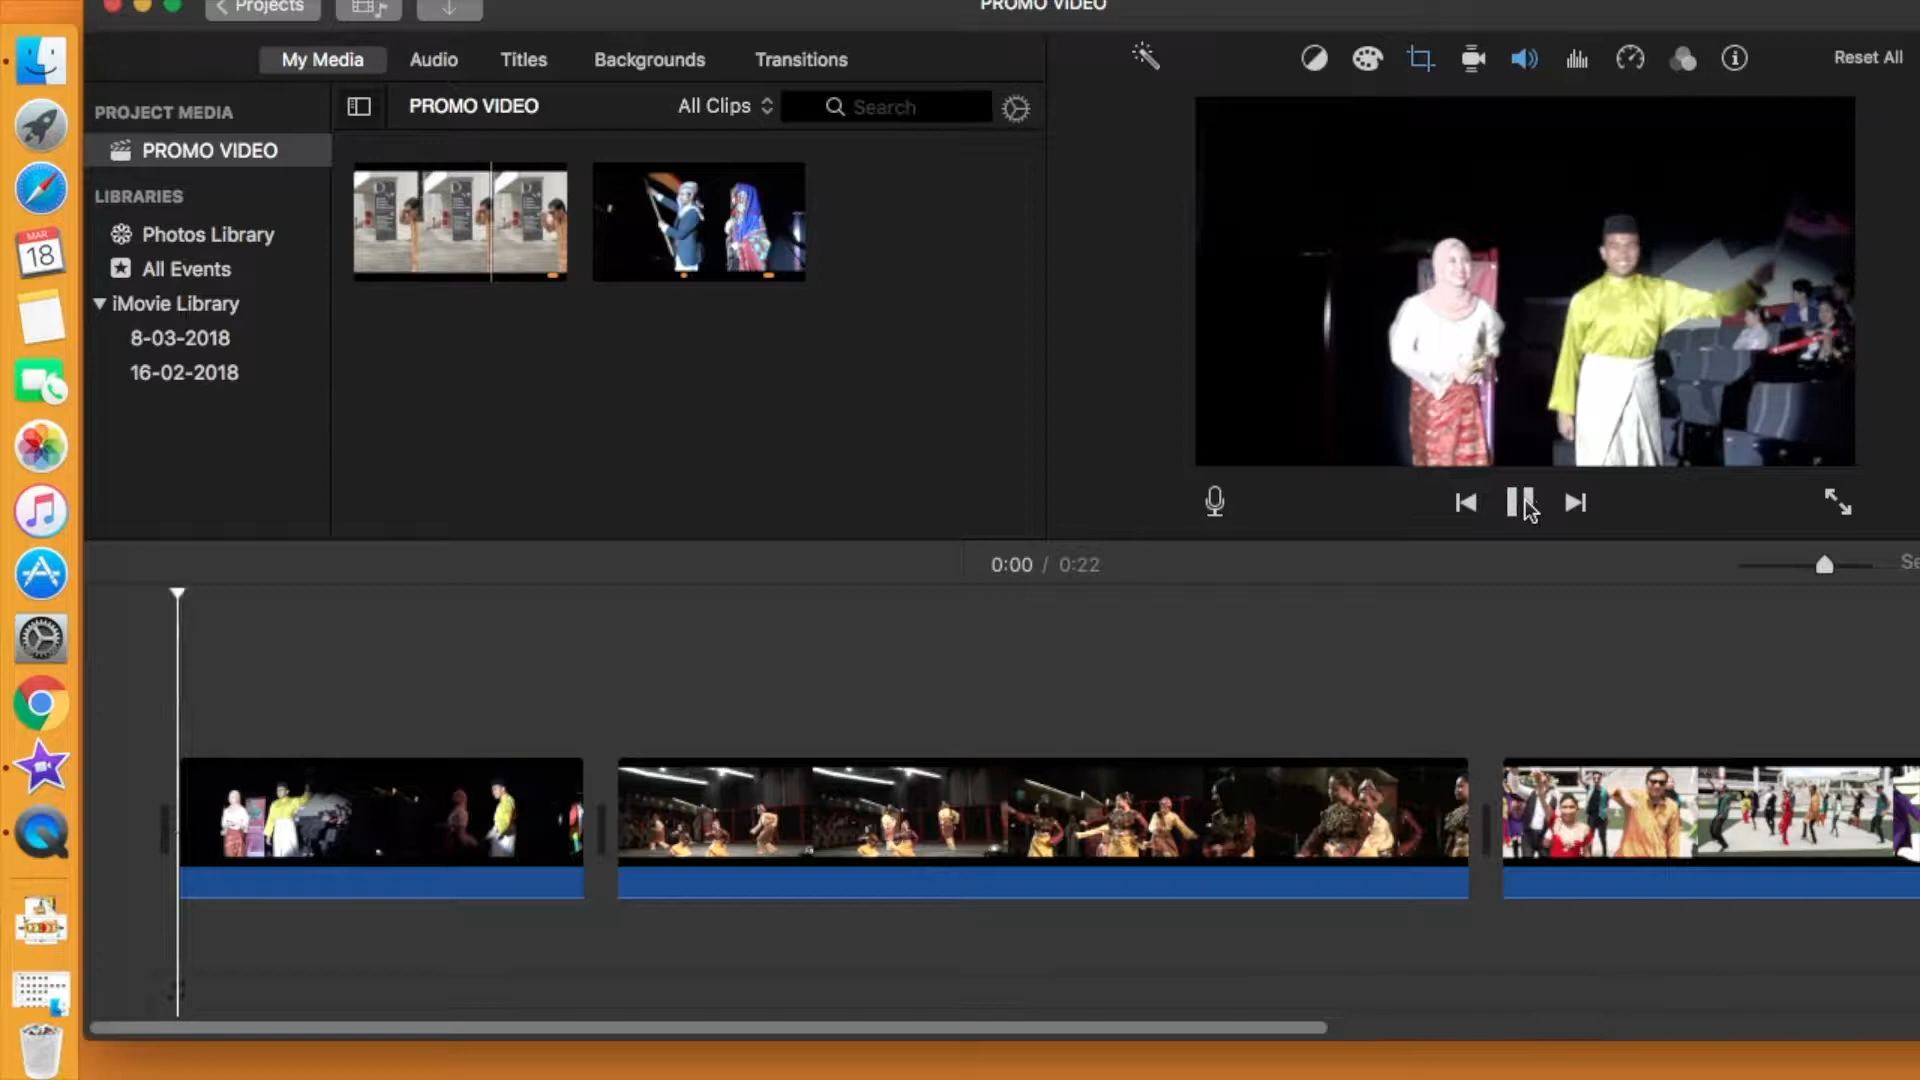 Projects
PROMO VIDEO
My Media Audio Titles Backgrounds Transitions
Reset All
PROJECT MEDIA
PROMO VIDEO
LIBRARIES
Photos Library
All Events
iMovie Library
8-03-2018
16-02-2018
PROMO VIDEO All Clips Search
MAR
18
0:00 / 0:22